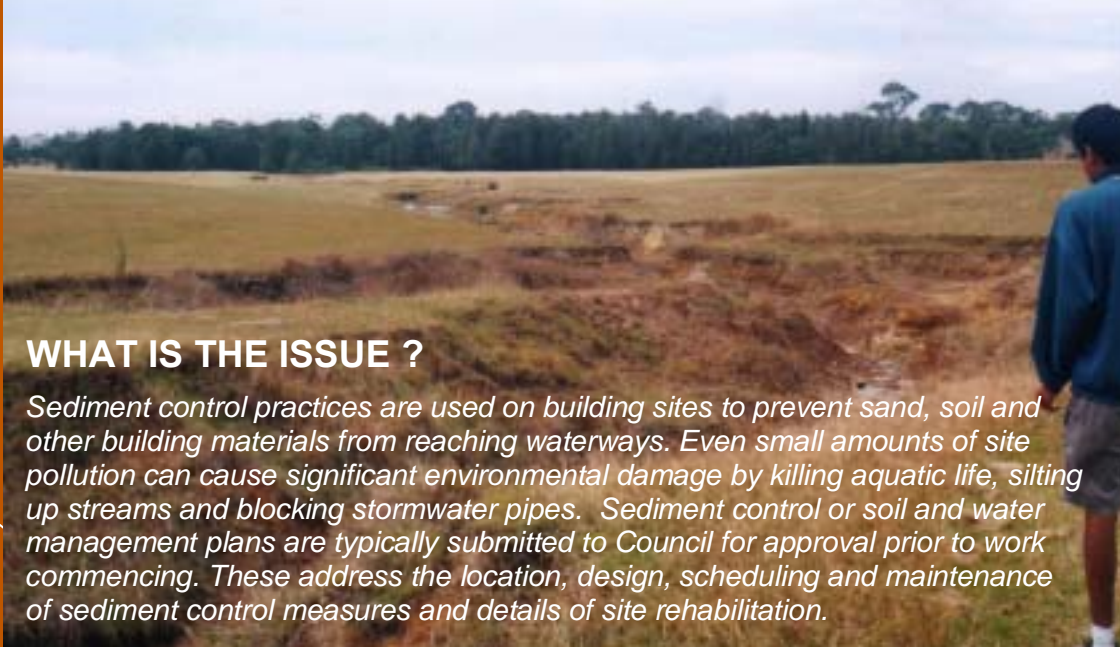 WHAT IS THE ISSUE ?
Sediment control practices are used on building sites to prevent sand, soil and
other building materials from reaching waterways. Even small amounts of site
pollution can cause significant environmental damage by killing aquatic life, silting
up streams and blocking stormwater pipes.  Sediment control or soil and water
management plans are typically submitted to Council for approval prior to work
commencing. These address the location, design, scheduling and maintenance
of sediment control measures and details of site rehabilitation.